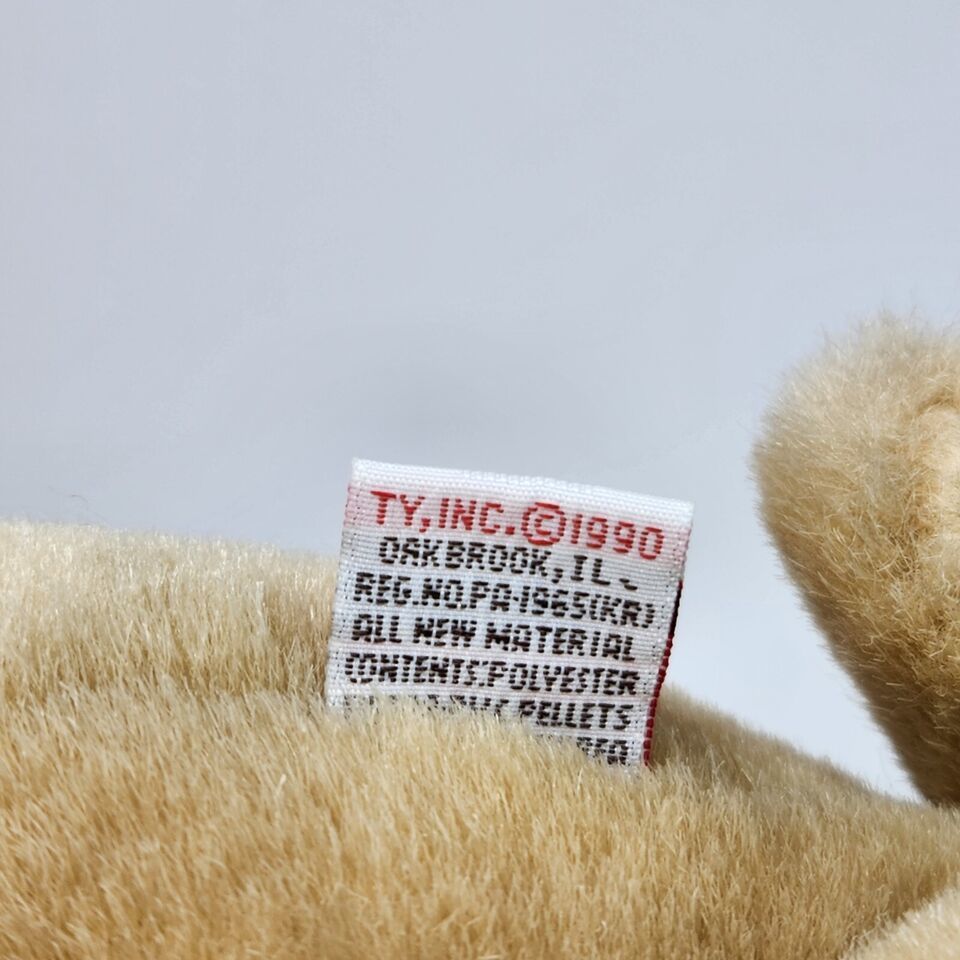 TY,INC.©1990
OAKBROOK,IL
REG.NO.PA-1965(KR)
ALL NEW MATERIAL
CONTENTS:POLYESTER
PELLETS